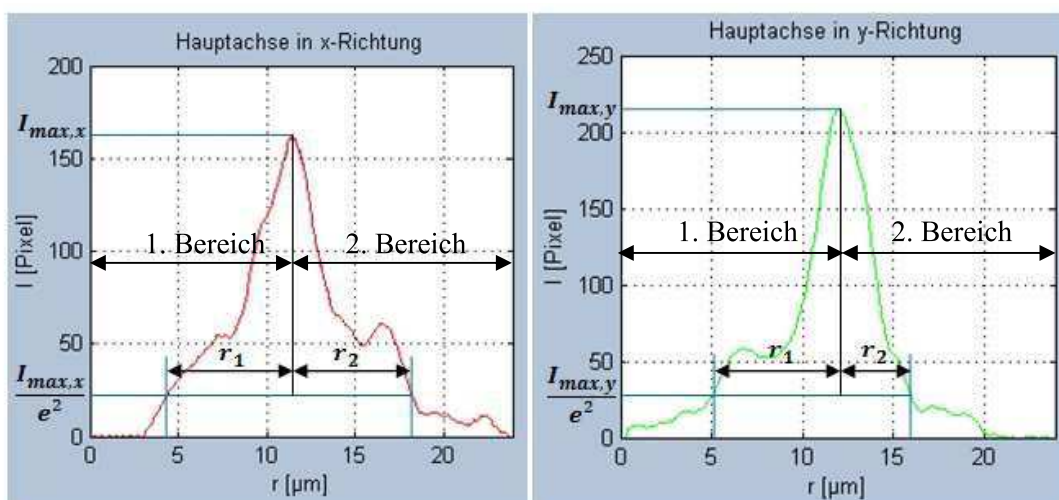 Hauptachse in x-Richtung
200
I_max,x
150
1. Bereich
2. Bereich
100
I [Pixel]
50
r_1
r_2
I_max,x
e^2
0
0 5 10 15 20
r [µm]
Hauptachse in y-Richtung
250
I_max,y
200
150
1. Bereich
2. Bereich
I [Pixel]
100
50
r_1
r_2
I_max,y
e^2
0
0 5 10 15 20
r [µm]